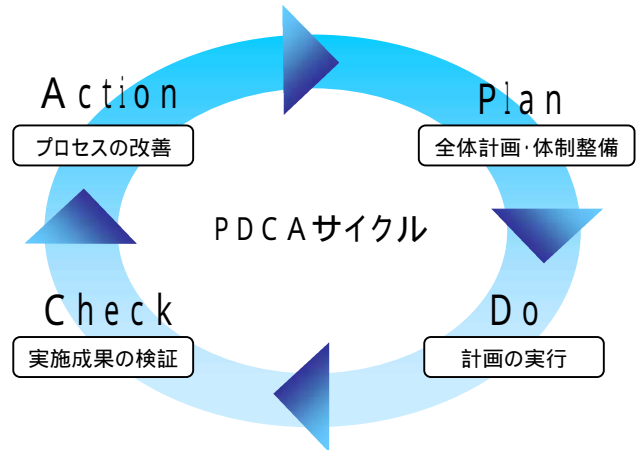 Action
プロセスの改善
Plan
全体計画･体制整備
PDCAサイクル
Check
実施成果の検証
Do
計画の実行